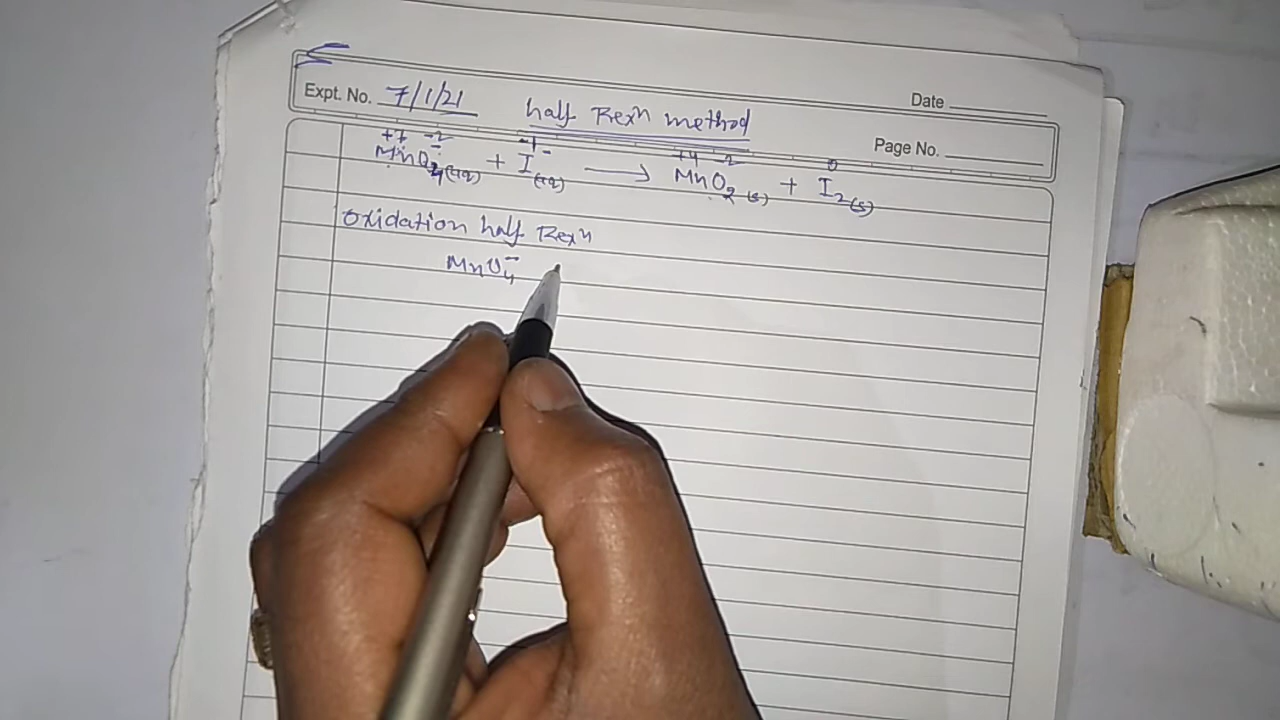 Expt. No. 7/1/21
Date
half Rexn method
Page No.
+7 -2 -1 +4 -2 0
MnO4-(aq) + I-(aq) ⟶ MnO2(s) + I2(s)
Oxidation half Rexn
MnO4-